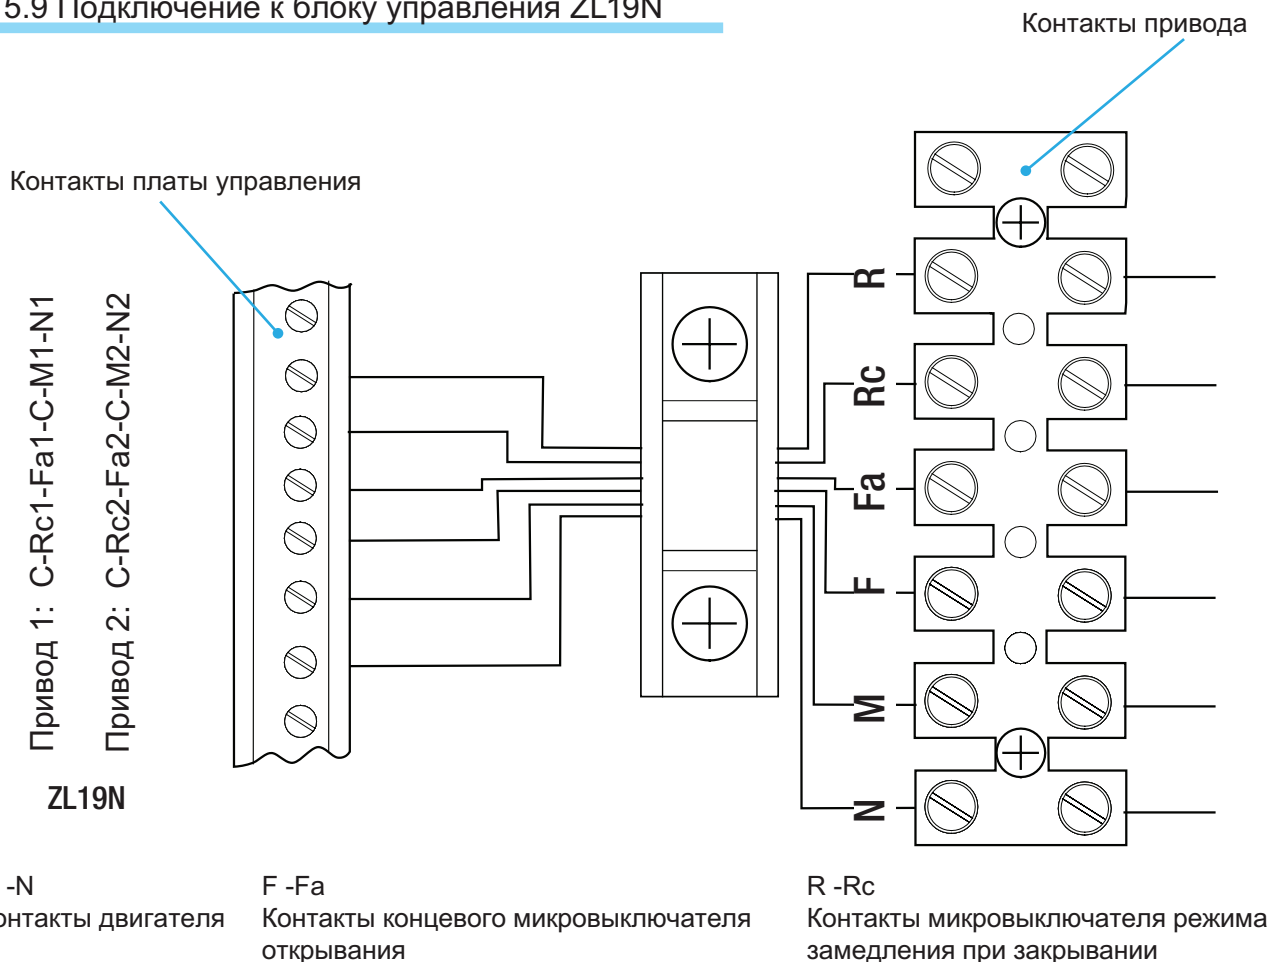 5.9 Подключение к блоку управления ZL19N
Контакты привода
Контакты платы управления
Привод 1: C-Rc1-Fa1-C-M1-N1
Привод 2: C-Rc2-Fa2-C-M2-N2
ZL19N
R
Rc
Fa
F
M
N
-N
онтакты двигателя
F -Fa
Контакты концевого микровыключателя
открывания
R -Rc
Контакты микровыключателя режима
замедления при закрывании